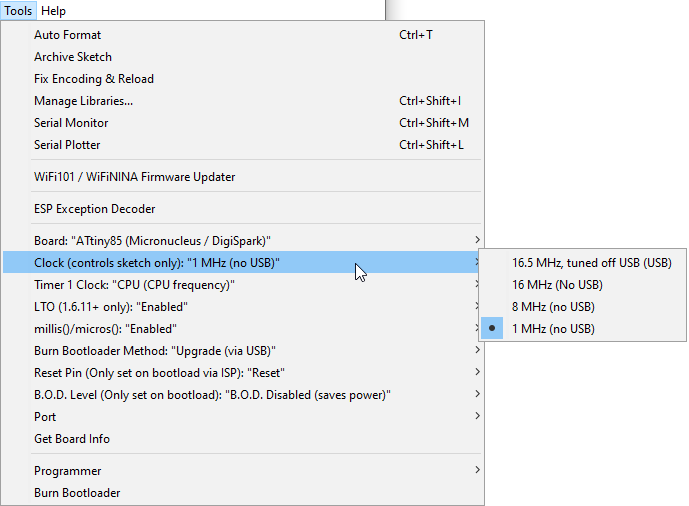 Tools Help
Auto Format Ctrl+T
Archive Sketch
Fix Encoding & Reload
Manage Libraries... Ctrl+Shift+I
Serial Monitor Ctrl+Shift+M
Serial Plotter Ctrl+Shift+L
WiFi101 / WiFiNINA Firmware Updater
ESP Exception Decoder
Board: "ATtiny85 (Micronucleus / DigiSpark)"
Clock (controls sketch only): "1 MHz (no USB)"
16.5 MHz, tuned off USB (USB)
16 MHz (No USB)
8 MHz (no USB)
1 MHz (no USB)
Timer 1 Clock: "CPU (CPU frequency)"
LTO (1.6.11+ only): "Enabled"
millis()/micros(): "Enabled"
Burn Bootloader Method: "Upgrade (via USB)"
Reset Pin (Only set on bootload via ISP): "Reset"
B.O.D. Level (Only set on bootload): "B.O.D. Disabled (saves power)"
Port
Get Board Info
Programmer
Burn Bootloader